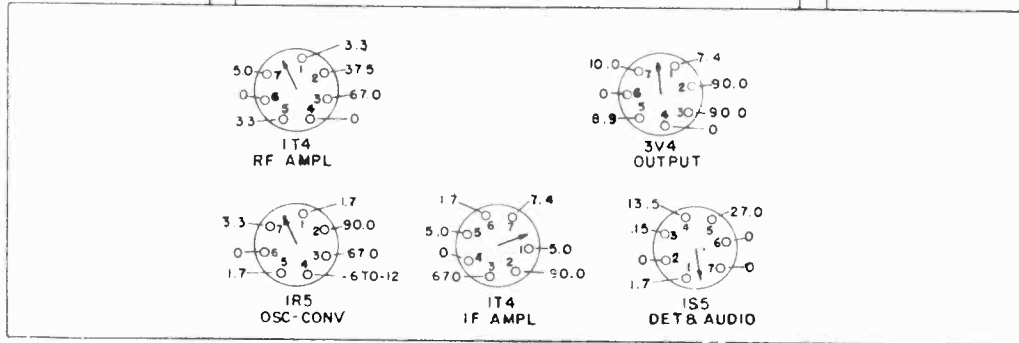 3.3
5.0 7 1 2 37.5
0 6 3 67.0
3.3 5 4 0
1T4
RF AMPL
10.0 7 1 7.4
0 6 2 90.0
8.9 5 4 3 90.0
0
3V4
OUTPUT
1.7
3.3 7 1 2 90.0
0 6 3 67.0
1.7 5 4 -6 TO -12
1R5
OSC-CONV
1.7 6 7 7.4
5.0 5 1 5.0
0 4 2 90.0
67.0 3
1T4
IF AMPL
13.5 4 5 27.0
.15 3 6 0
0 2 7 0
1.7 1
1S5
DET & AUDIO